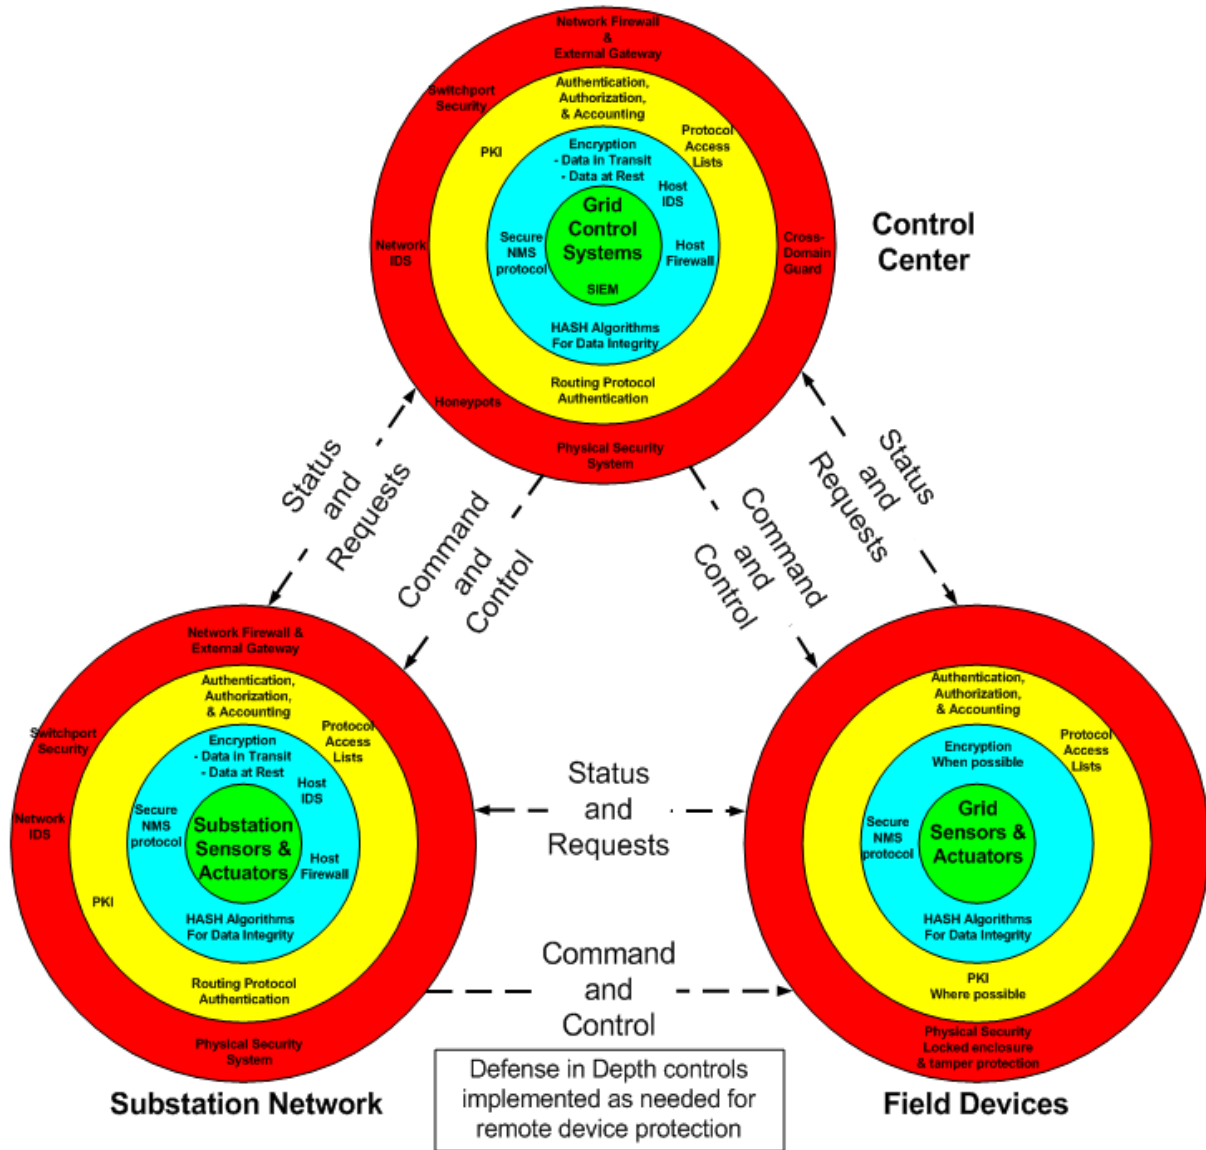 Network Firewall
&
External Gateway
Switchport
Security
Authentication,
Authorization,
& Accounting
PKI
Protocol
Access
Lists
Encryption
- Data in Transit
- Data at Rest
Host
IDS
Grid
Control
Systems
SIEM
Secure
NMS
protocol
Host
Firewall
Network
IDS
Cross-
Domain
Guard
HASH Algorithms
For Data Integrity
Routing Protocol
Authentication
Honeypots
Physical Security
System
Control
Center
Status
and
Requests
Command
and
Control
Command
and
Control
Status
and
Requests
Network Firewall &
External Gateway
Authentication,
Authorization,
& Accounting
Switchport
Security
Protocol
Access
Lists
Encryption
- Data in Transit
- Data at Rest
Host
IDS
Network
IDS
Secure
NMS
protocol
Substation
Sensors &
Actuators
Host
Firewall
PKI
HASH Algorithms
For Data Integrity
Routing Protocol
Authentication
Physical Security
System
Substation Network
Status
and
Requests
Command
and
Control
Defense in Depth controls
implemented as needed for
remote device protection
Authentication,
Authorization,
& Accounting
Protocol
Access
Lists
Encryption
When possible
Secure
NMS
protocol
Grid
Sensors &
Actuators
HASH Algorithms
For Data Integrity
PKI
Where possible
Physical Security
Locked enclosure
& tamper protection
Field Devices